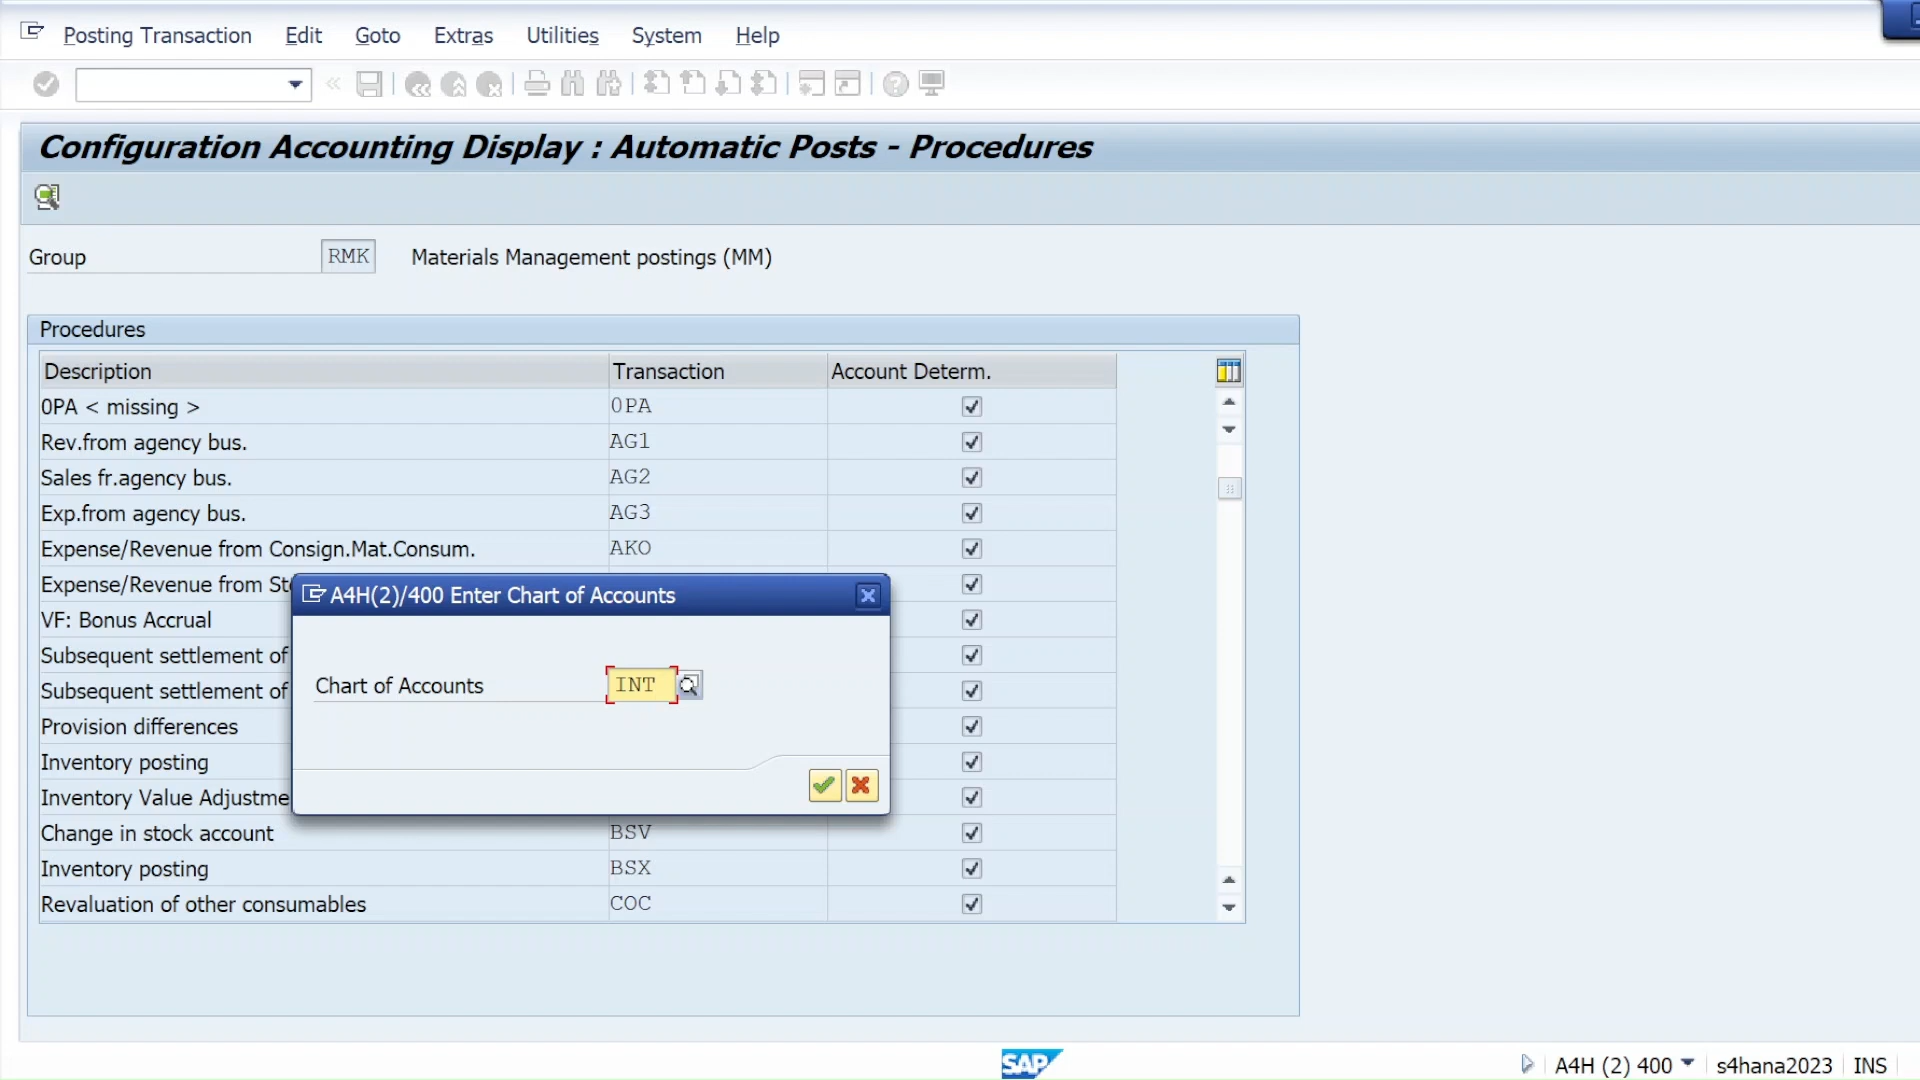 Posting Transaction Edit Goto Extras Utilities System Help
Configuration Accounting Display : Automatic Posts - Procedures
Group RMK Materials Management postings (MM)
Procedures
Description Transaction Account Determ.
0PA < missing > 0PA
Rev.from agency bus. AG1
Sales fr.agency bus. AG2
Exp.from agency bus. AG3
Expense/Revenue from Consign.Mat.Consum. AKO
Expense/Revenue from St
VF: Bonus Accrual
Subsequent settlement of
Subsequent settlement of
Provision differences
Inventory posting
Inventory Value Adjustme
Change in stock account BSV
Inventory posting BSX
Revaluation of other consumables COC
A4H(2)/400 Enter Chart of Accounts
Chart of Accounts INT
SAP A4H (2) 400 s4hana2023 INS